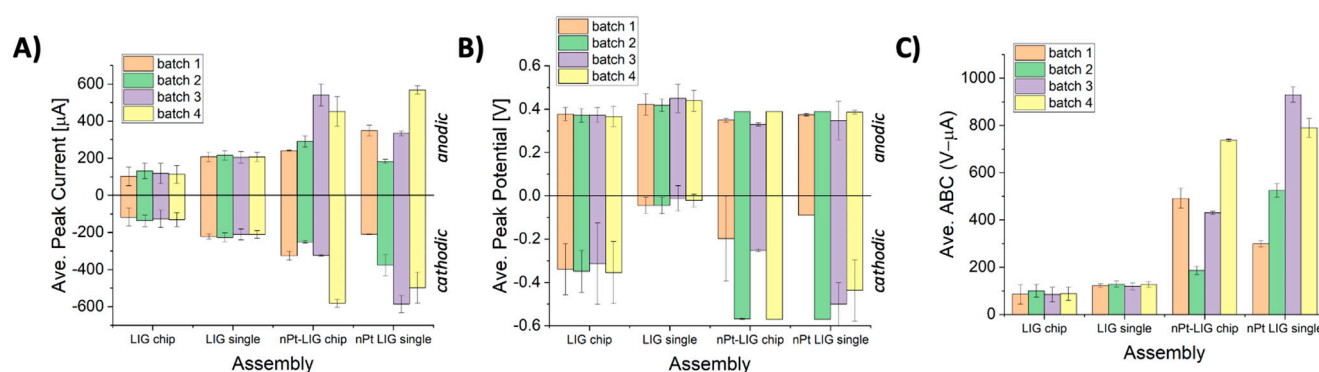 A)
batch 1
batch 2
batch 3
batch 4
600
400
200
0
-200
-400
-600
Ave. Peak Current [µA]
anodic
cathodic
LIG chip
LIG single
nPt-LIG chip
nPt LIG single
Assembly
B)
batch 1
batch 2
batch 3
batch 4
0.6
0.4
0.2
0.0
-0.2
-0.4
-0.6
Ave. Peak Potential [V]
anodic
cathodic
LIG chip
LIG single
nPt-LIG chip
nPt LIG single
Assembly
C)
batch 1
batch 2
batch 3
batch 4
1000
800
600
400
200
0
Ave. ABC (V−µA)
LIG chip
LIG single
nPt-LIG chip
nPt LIG single
Assembly